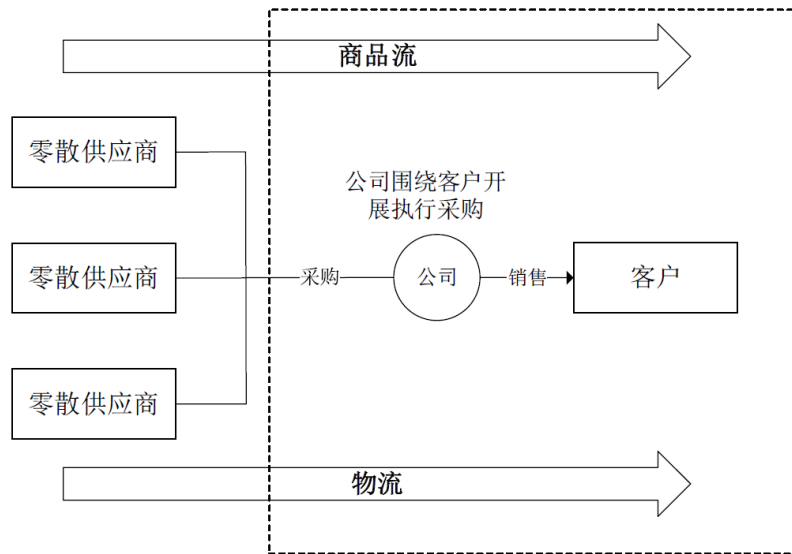 商品流
零散供应商
公司围绕客户开
展执行采购
零散供应商
采购
公司
销售
客户
零散供应商
物流